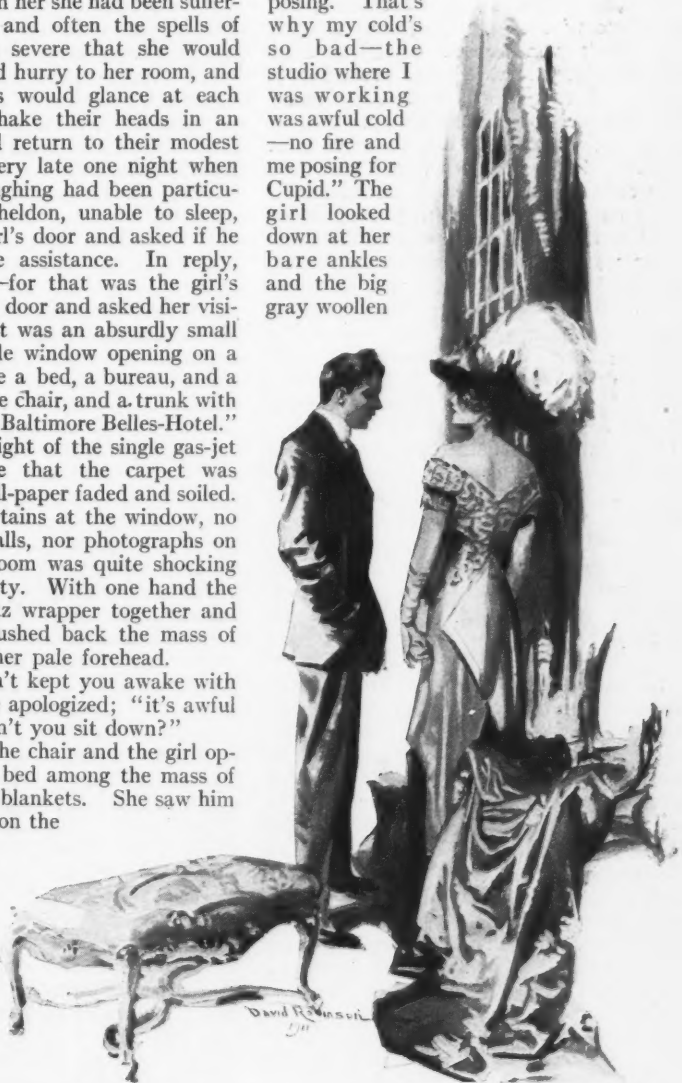 n her she had been suffer-
and often the spells of
severe that she would
d hurry to her room, and
s would glance at each
hake their heads in an
l return to their modest
ery late one night when
ghing had been particu-
heldon, unable to sleep,
rl's door and asked if he
e assistance. In reply,
—for that was the girl's
door and asked her visi-
t was an absurdly small
le window opening on a
e a bed, a bureau, and a
e chair, and a trunk with
Baltimore Belles-Hotel."
ight of the single gas-jet
e that the carpet was
l-paper faded and soiled.
tains at the window, no
alls, nor photographs on
oom was quite shocking
ty. With one hand the
z wrapper together and
ushed back the mass of
her pale forehead.
n't kept you awake with
apologized; "it's awful
n't you sit down?"
he chair and the girl op-
bed among the mass of
blankets. She saw him
on the
posing. That's
why my cold's
so bad—the
studio where I
was working
was awful cold
—no fire and
me posing for
Cupid." The
girl looked
down at her
bare ankles
and the big
gray woollen
David Robinson
1911